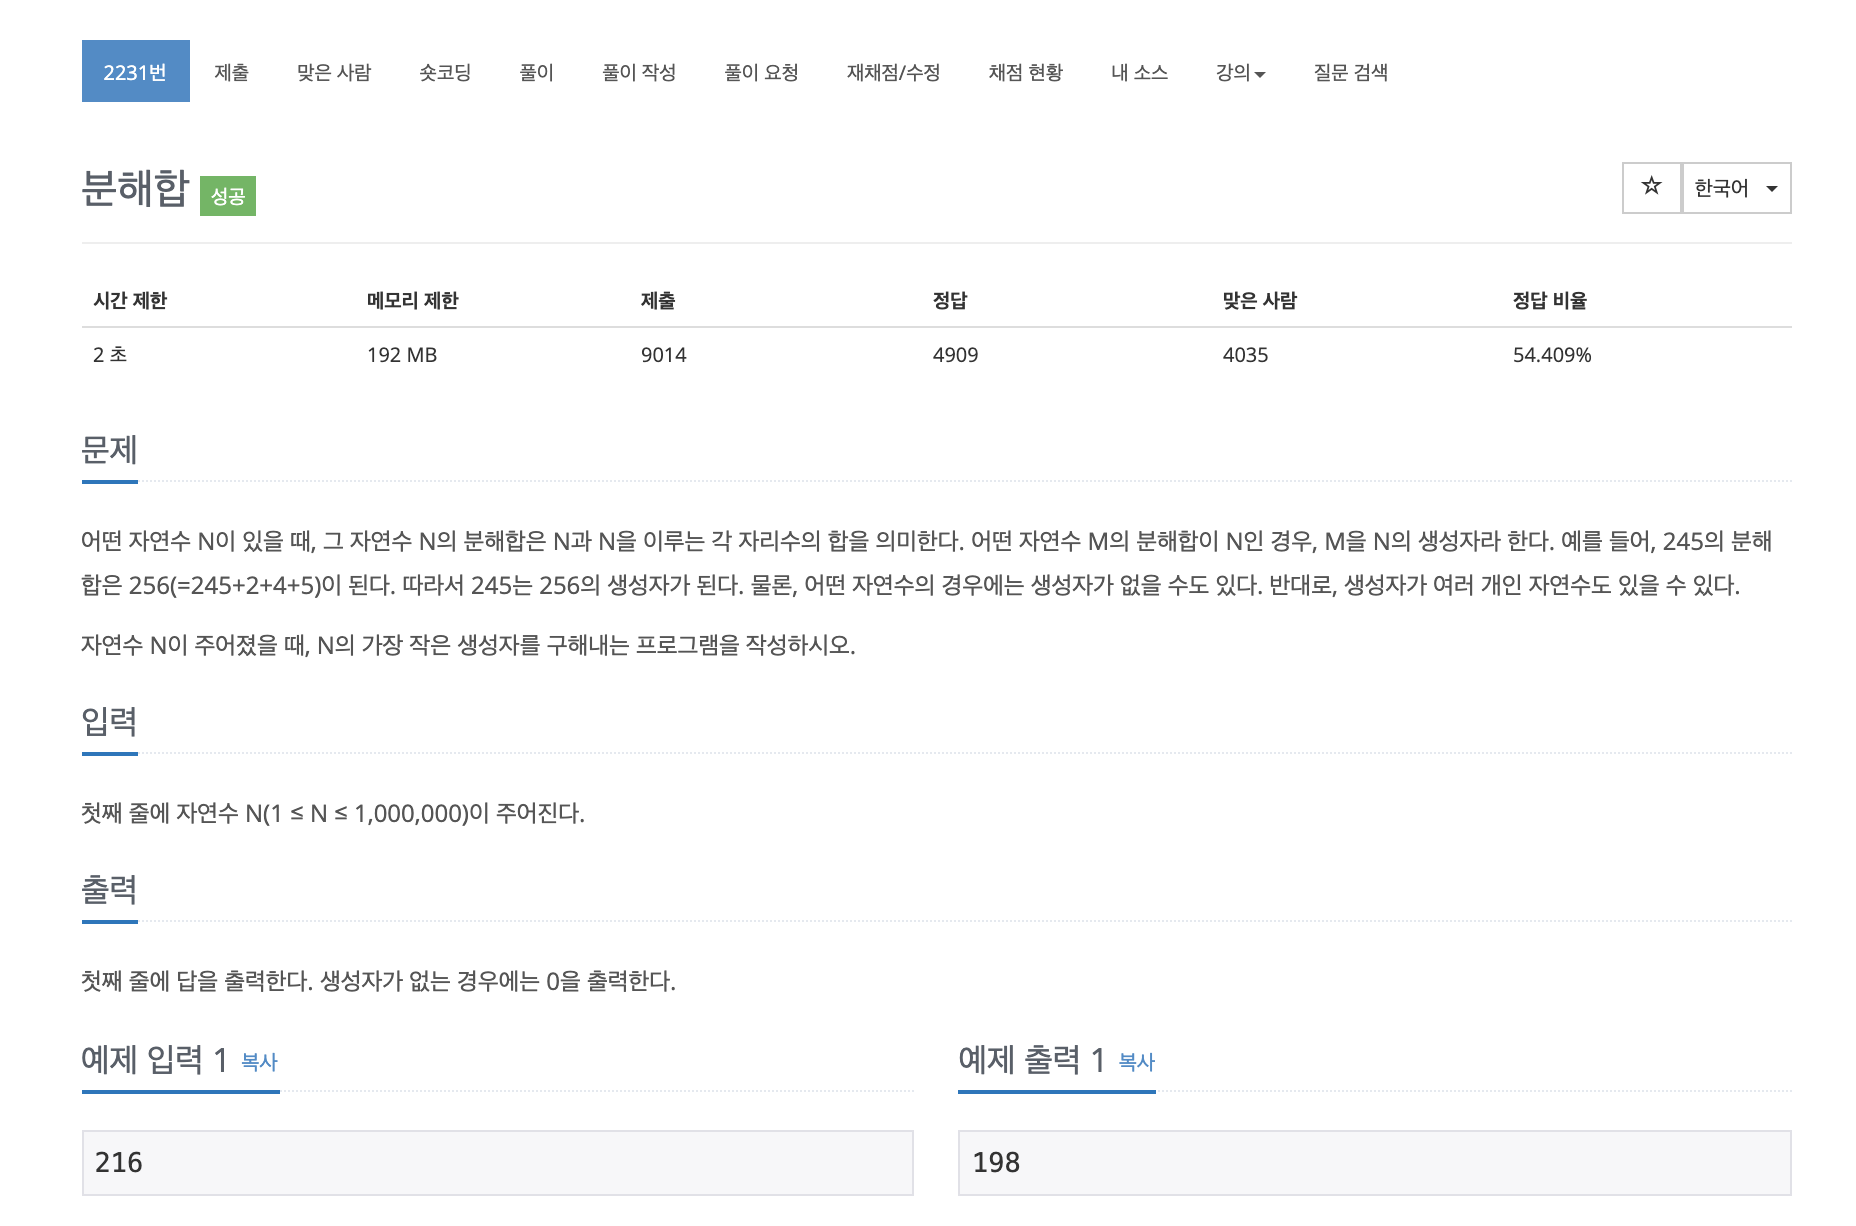 2231번 제출 맞은 사람 숏코딩 풀이 풀이 작성 풀이 요청 재채점/수정 채점 현황 내 소스 강의 질문 검색
분해합 성공 ☆ 한국어
시간 제한 메모리 제한 제출 정답 맞은 사람 정답 비율
2 초 192 MB 9014 4909 4035 54.409%
문제
어떤 자연수 N이 있을 때, 그 자연수 N의 분해합은 N과 N을 이루는 각 자리수의 합을 의미한다. 어떤 자연수 M의 분해합이 N인 경우, M을 N의 생성자라 한다. 예를 들어, 245의 분해
합은 256(=245+2+4+5)이 된다. 따라서 245는 256의 생성자가 된다. 물론, 어떤 자연수의 경우에는 생성자가 없을 수도 있다. 반대로, 생성자가 여러 개인 자연수도 있을 수 있다.
자연수 N이 주어졌을 때, N의 가장 작은 생성자를 구해내는 프로그램을 작성하시오.
입력
첫째 줄에 자연수 N(1 ≤ N ≤ 1,000,000)이 주어진다.
출력
첫째 줄에 답을 출력한다. 생성자가 없는 경우에는 0을 출력한다.
예제 입력 1 복사 예제 출력 1 복사
216 198